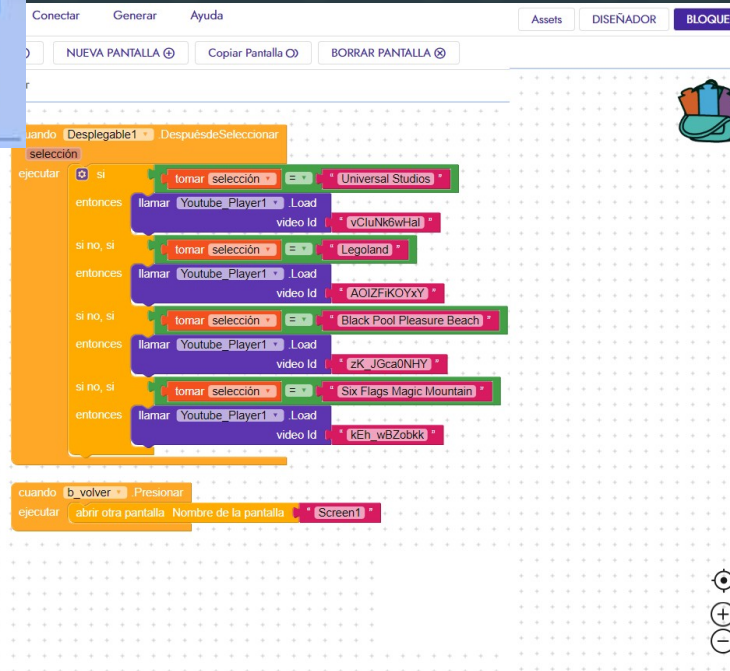 Conectar Generar Ayuda Assets DISEÑADOR BLOQUE
NUEVA PANTALLA Copiar Pantalla BORRAR PANTALLA
Desplegable1 .DespuésdeSeleccionar
selección
ejecutar si tomar selección = " Universal Studios "
entonces llamar Youtube_Player1 .Load
video Id " vCIuNk6wHaI "
si no, si tomar selección = " Legoland "
entonces llamar Youtube_Player1 .Load
video Id " AOIZFiKOYxY "
si no, si tomar selección = " Black Pool Pleasure Beach "
entonces llamar Youtube_Player1 .Load
video Id " zK_JGca0NHY "
si no, si tomar selección = " Six Flags Magic Mountain "
entonces llamar Youtube_Player1 .Load
video Id " kEh_wBZobkk "
cuando b_volver .Presionar
ejecutar abrir otra pantalla Nombre de la pantalla " Screen1 "